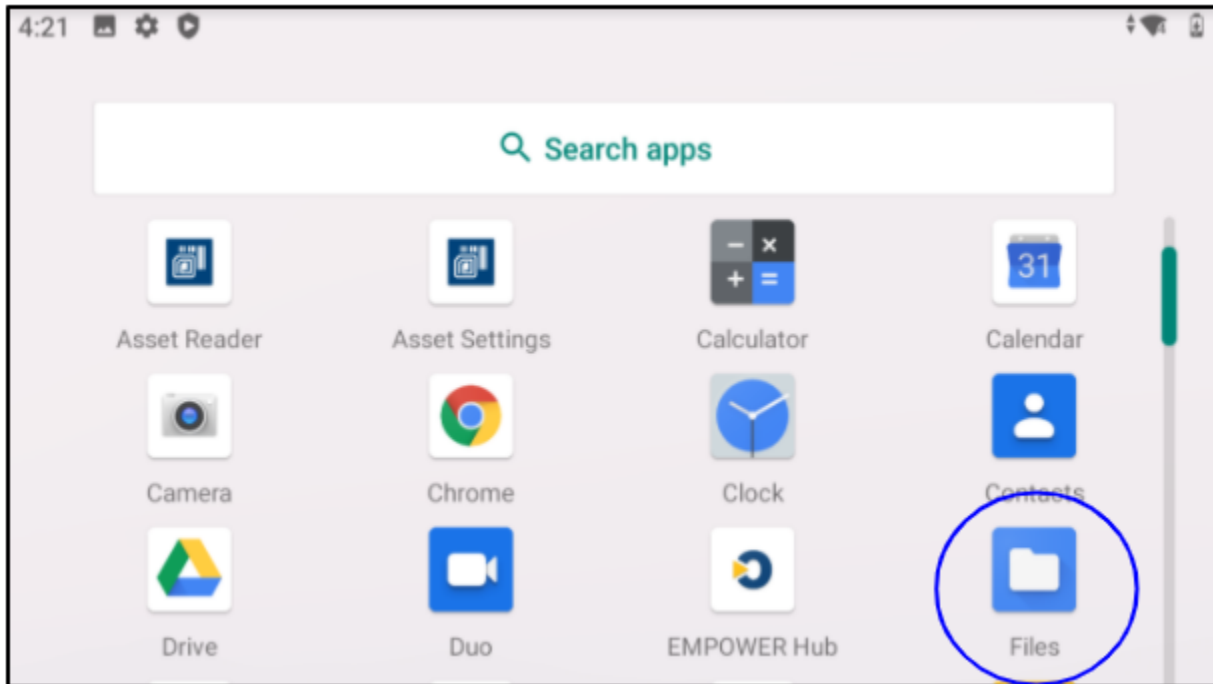 4:21
Search apps
31
Asset Reader Asset Settings Calculator Calendar
Camera Chrome Clock Contacts
Drive Duo EMPOWER Hub Files